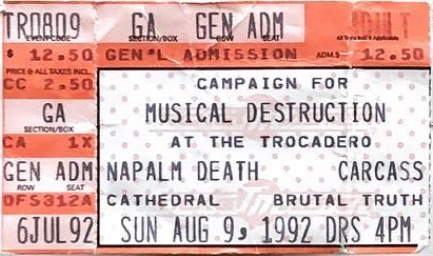 TR0809 GA GEN ADM ADULT
EVENT CODE SECTION/BOX ROW SEAT
$ 12.50 GEN'L ADMISSION ADM.$ 12.50
PRICE & ALL TAXES INCL.
CC 2.50 CAMPAIGN FOR
GA MUSICAL DESTRUCTION
SECTION/BOX
CA 1X AT THE TROCADERO
GEN ADM NAPALM DEATH CARCASS
ROW SEAT
OFS312A CATHEDRAL BRUTAL TRUTH
6JUL92 SUN AUG 9, 1992 DRS 4PM